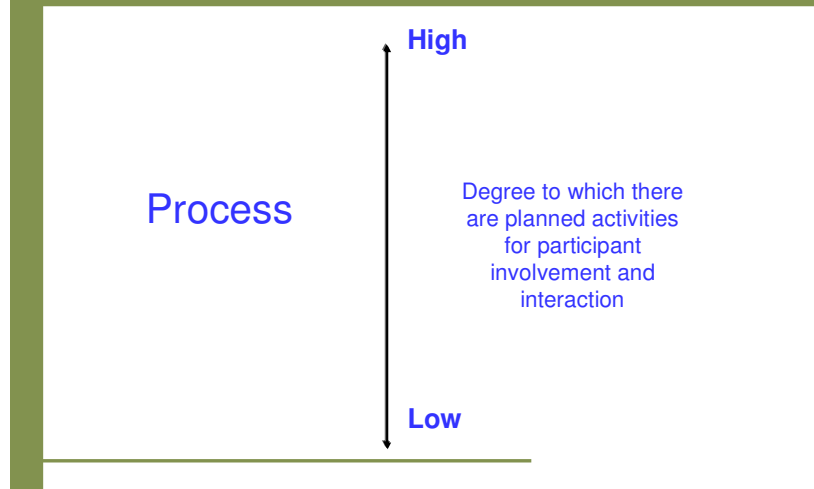 High
Process
Degree to which there
are planned activities
for participant
involvement and
interaction
Low